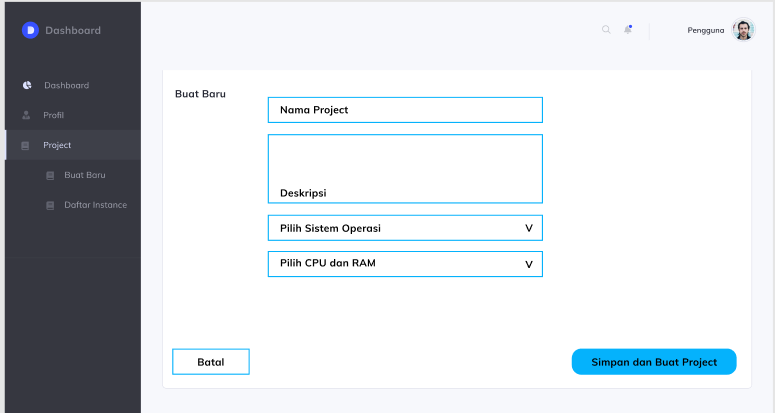 Dashboard
Pengguna
Dashboard
Profil
Project
Buat Baru
Daftar Instance
Buat Baru
Nama Project
Deskripsi
Pilih Sistem Operasi V
Pilih CPU dan RAM V
Batal
Simpan dan Buat Project